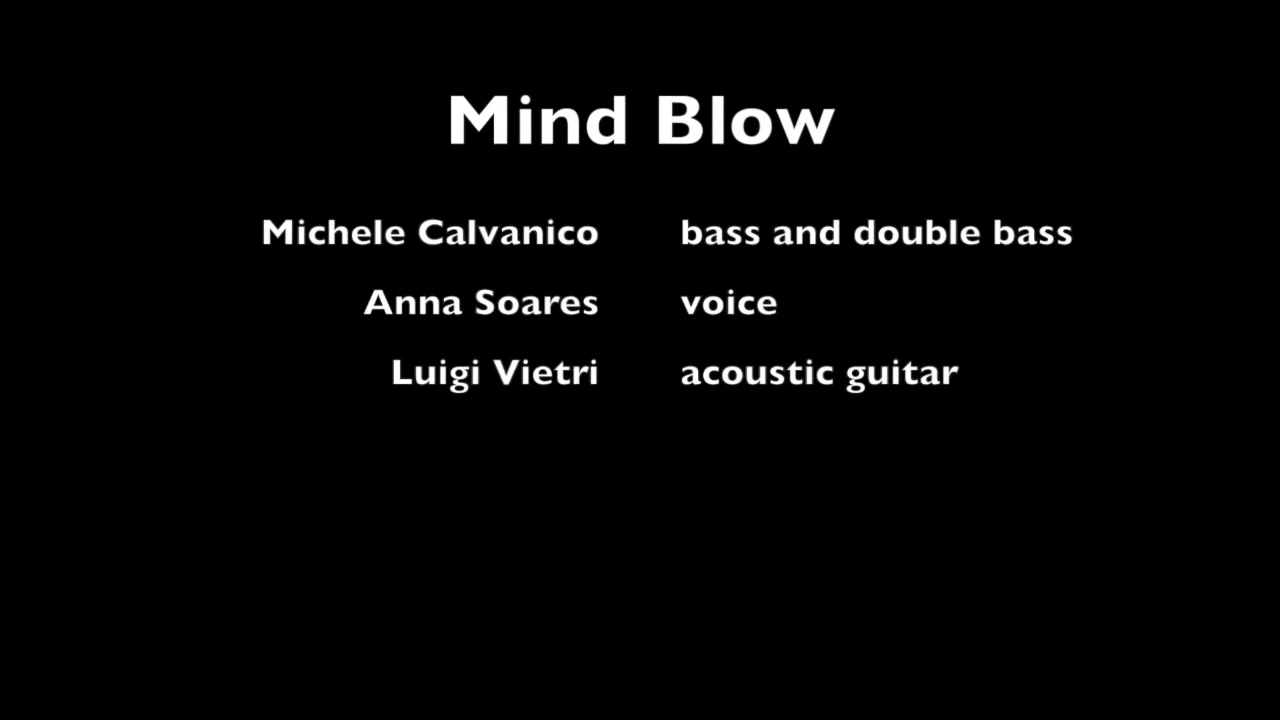 Mind Blow
Michele Calvanico bass and double bass
Anna Soares voice
Luigi Vietri acoustic guitar